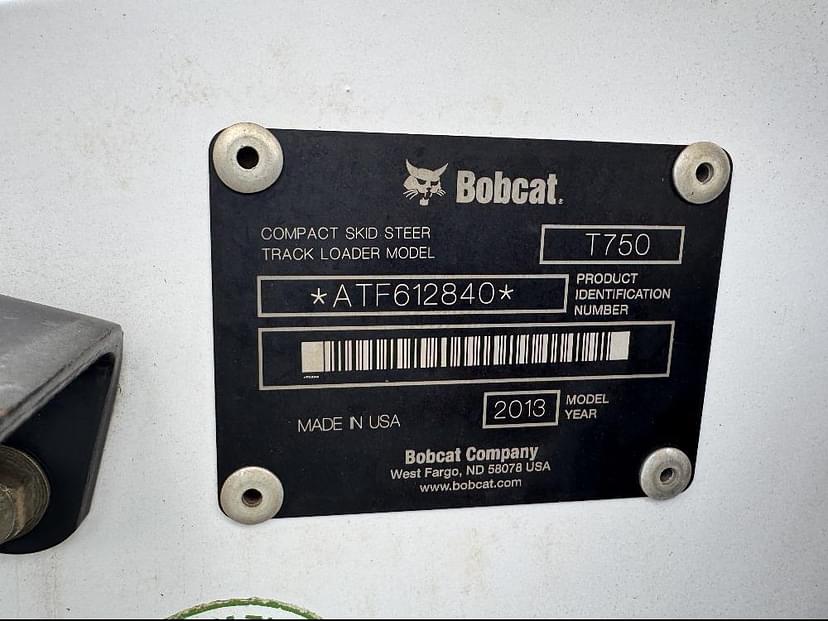 Bobcat
COMPACT SKID STEER
TRACK LOADER MODEL
T750
*ATF612840*
PRODUCT
IDENTIFICATION
NUMBER
MADE IN USA
2013
MODEL
YEAR
Bobcat Company
West Fargo, ND 58078 USA
www.bobcat.com